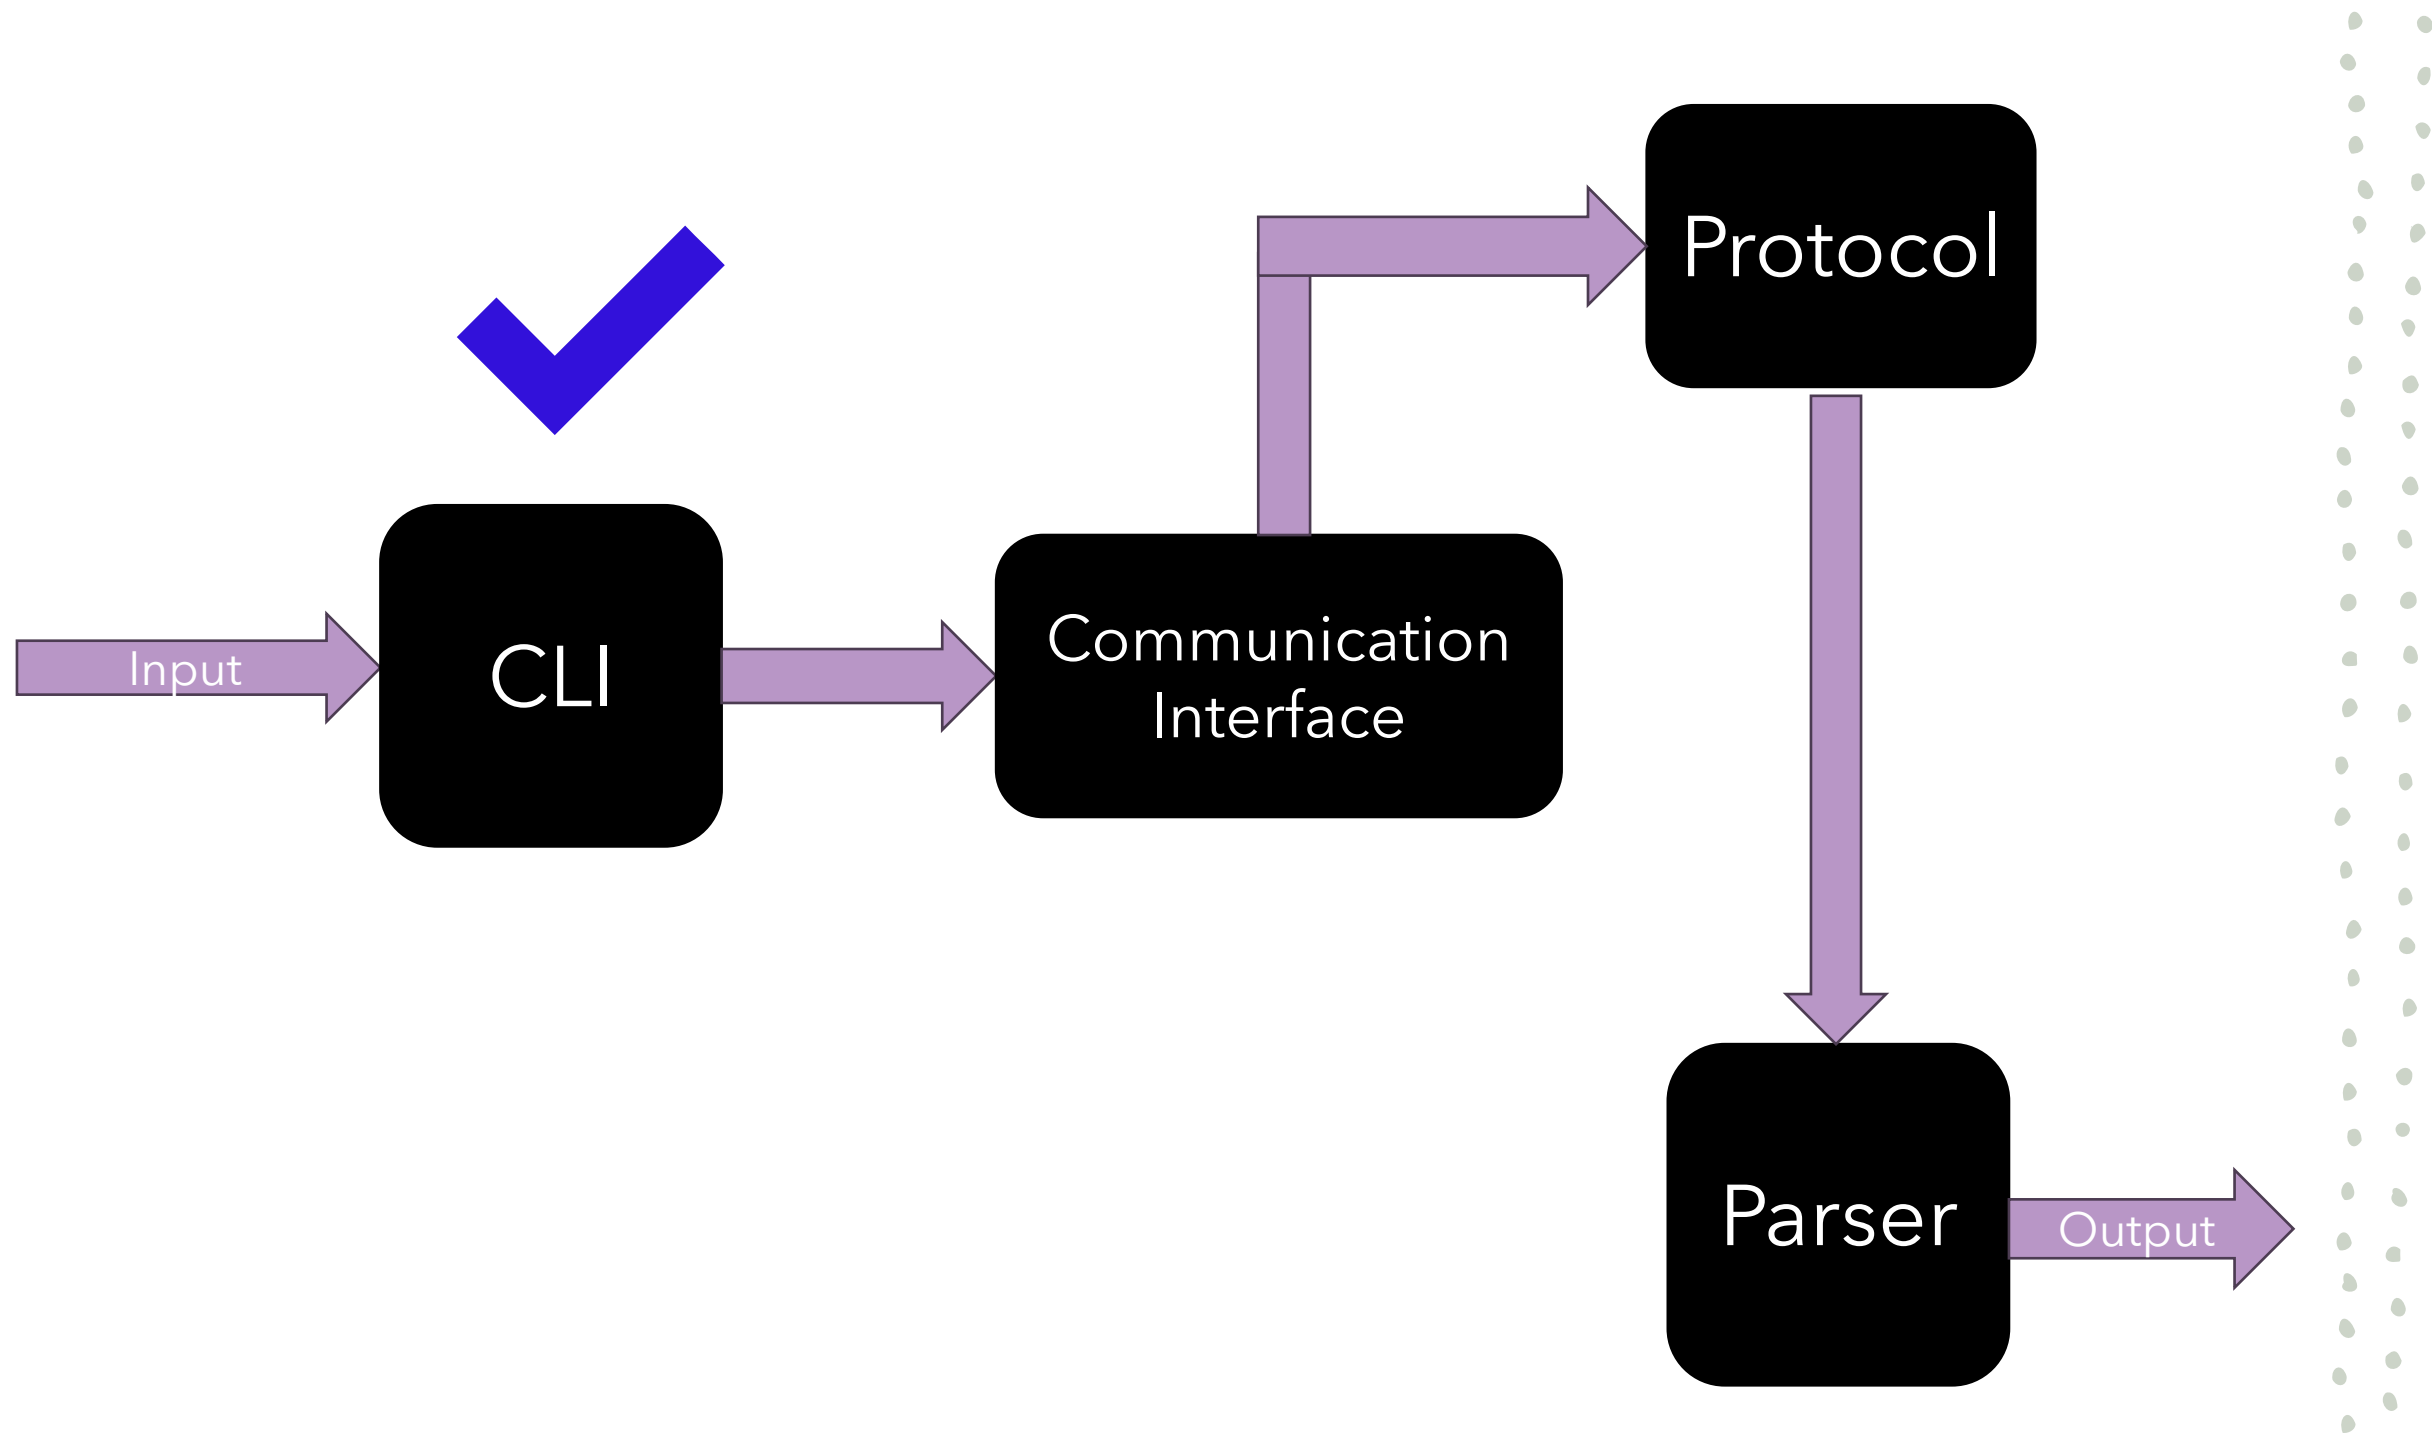 Protocol
Input
CLI
Communication
Interface
Parser
Output